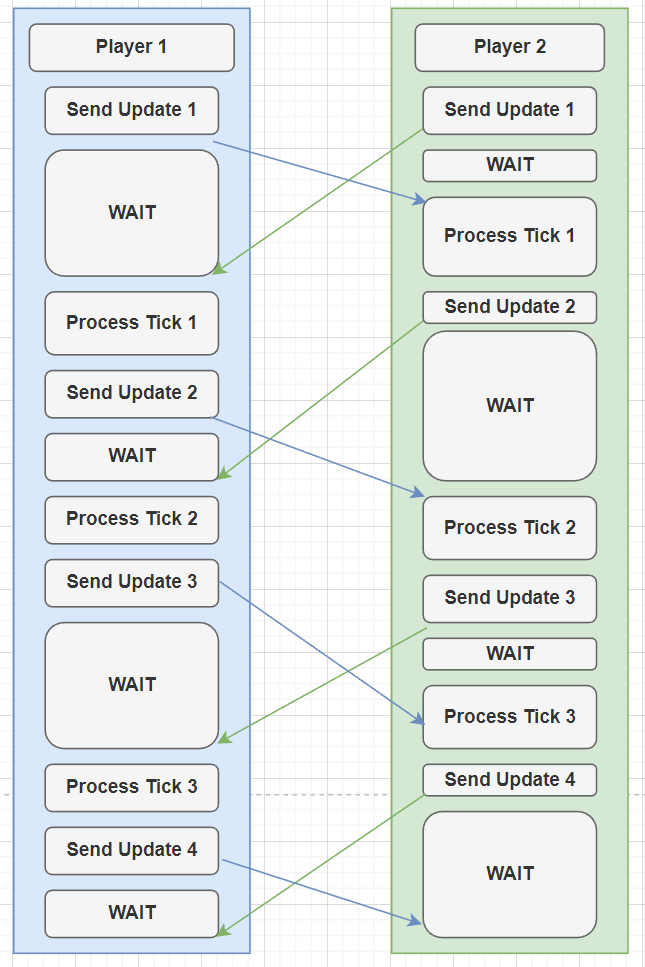 Player 1
Send Update 1
WAIT
Process Tick 1
Send Update 2
WAIT
Process Tick 2
Send Update 3
WAIT
Process Tick 3
Send Update 4
WAIT
Player 2
Send Update 1
WAIT
Process Tick 1
Send Update 2
WAIT
Process Tick 2
Send Update 3
WAIT
Process Tick 3
Send Update 4
WAIT